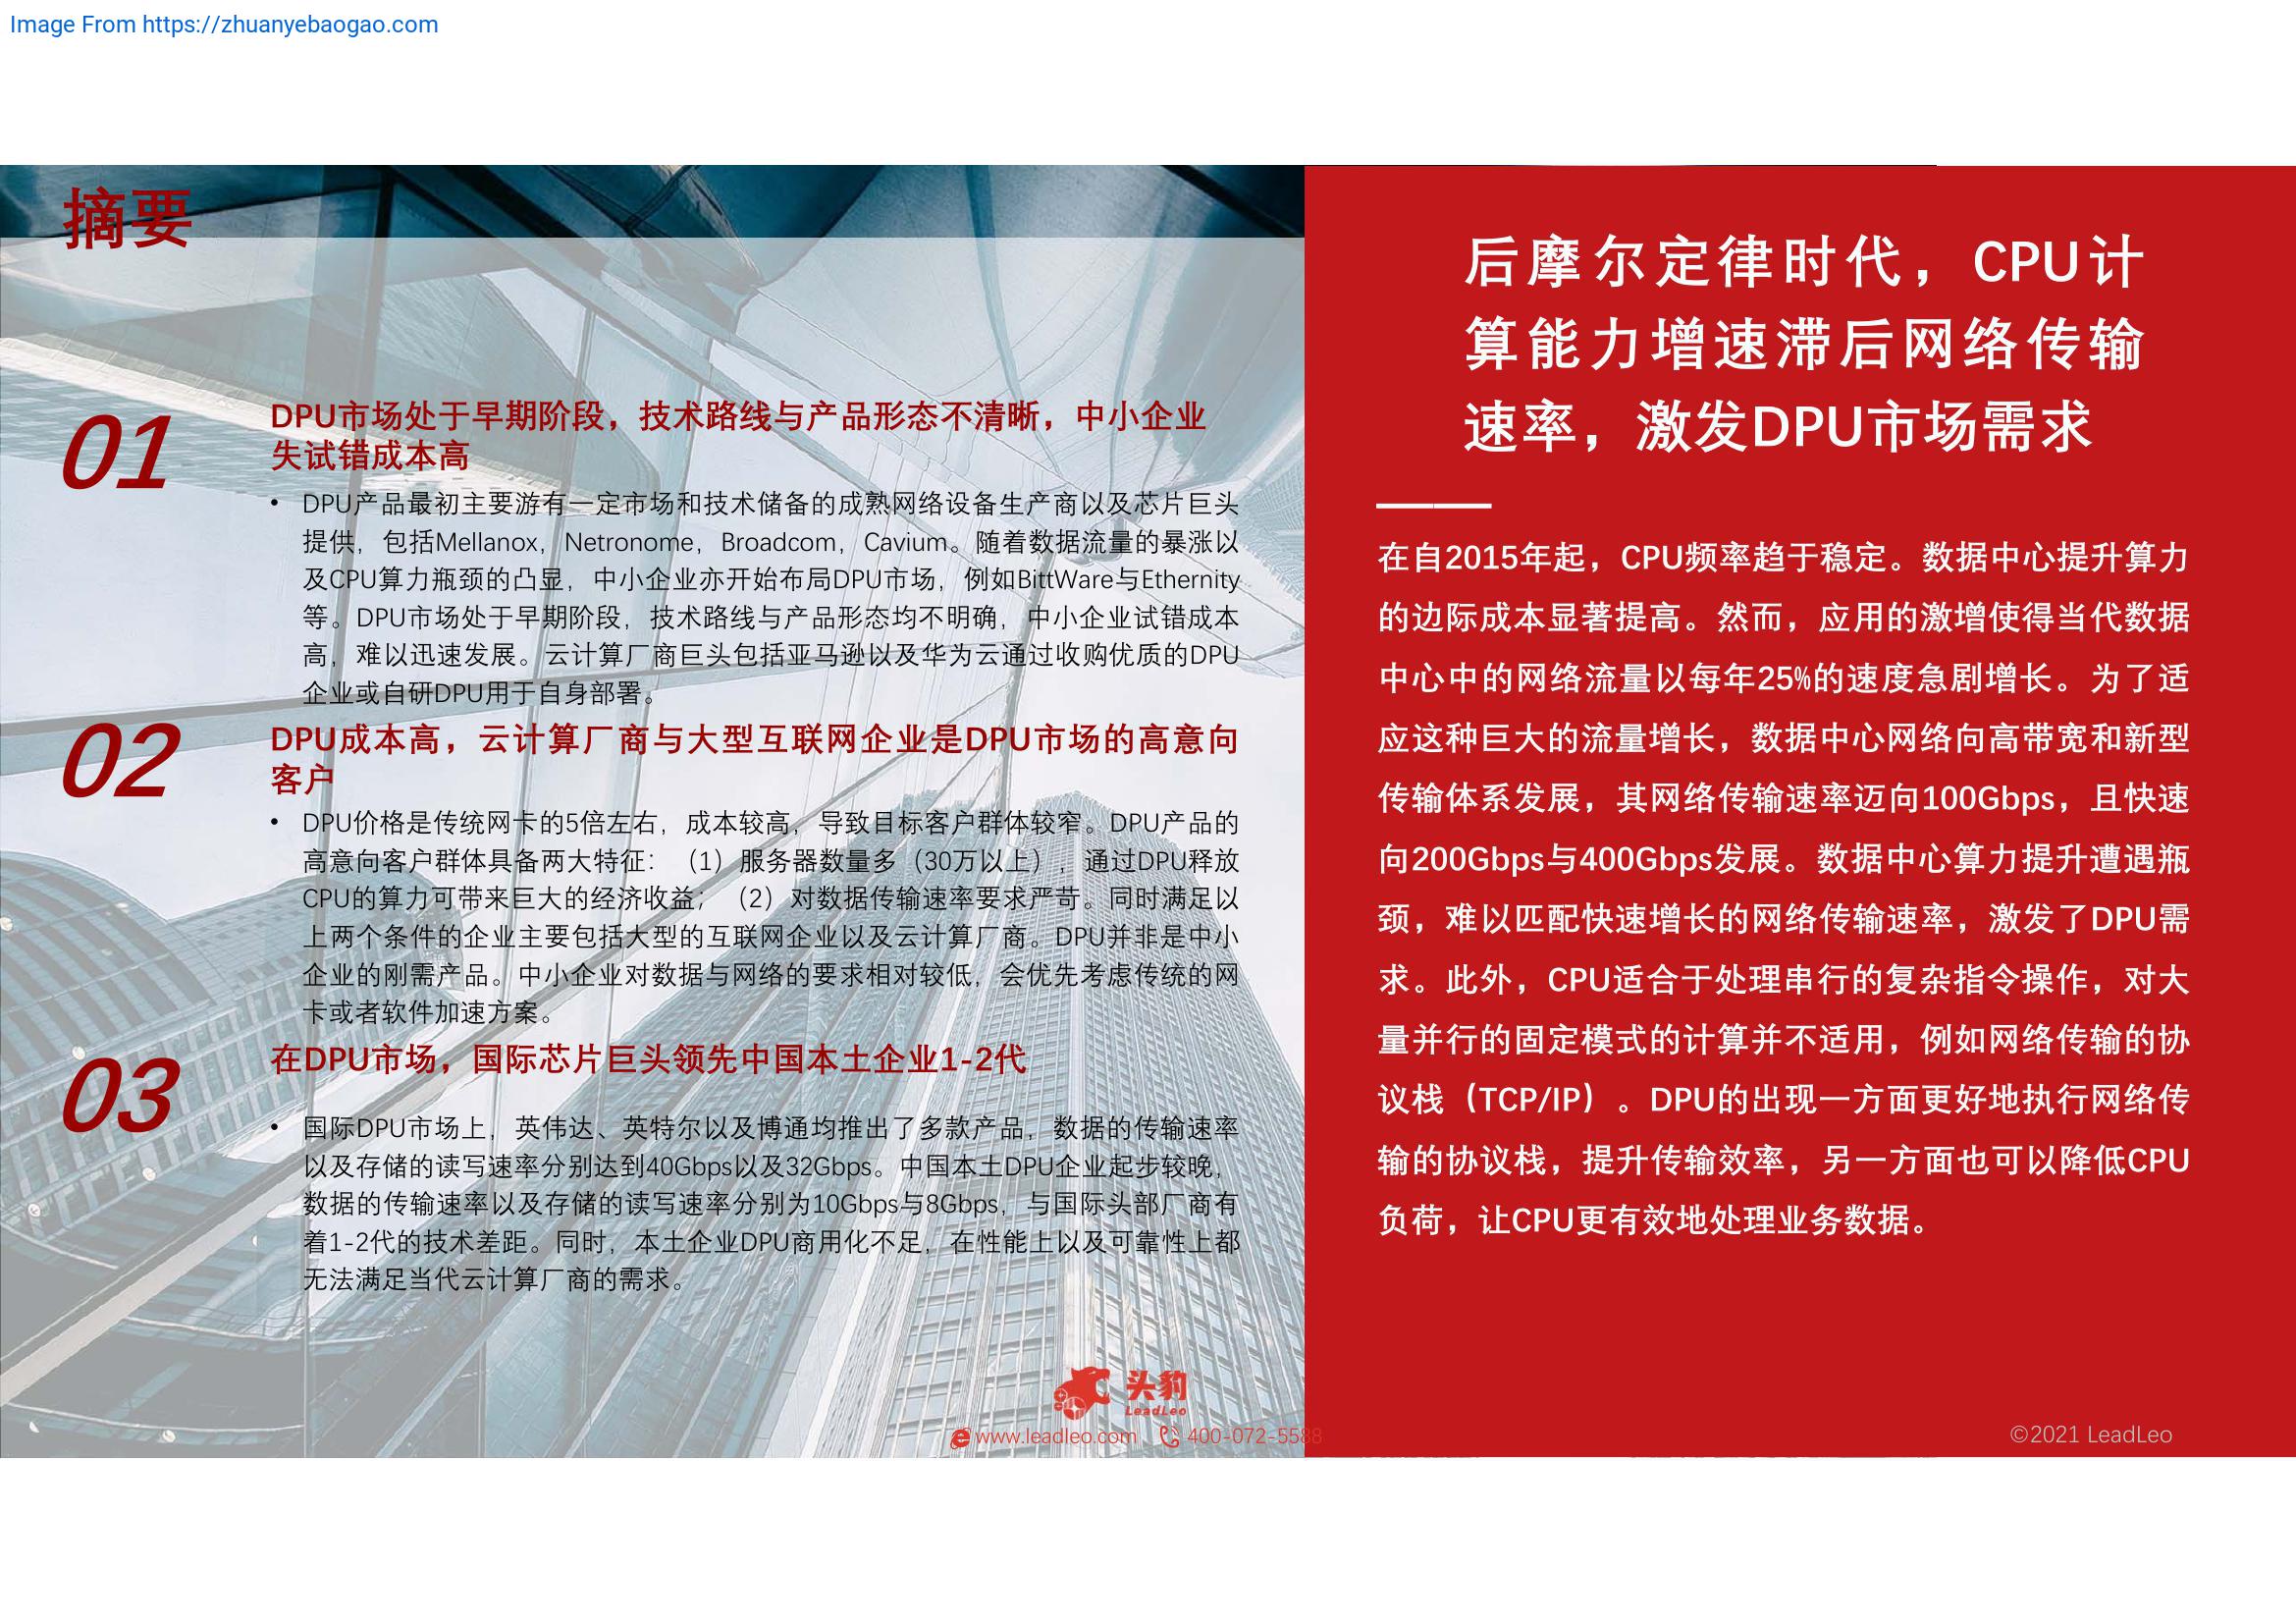 Image From https://zhuanyebaogao.com
摘要
01
DPU市场处于早期阶段，技术路线与产品形态不清晰，中小企业
失试错成本高
• DPU产品最初主要游有一定市场和技术储备的成熟网络设备生产商以及芯片巨头
提供，包括Mellanox，Netronome，Broadcom，Cavium。随着数据流量的暴涨以
及CPU算力瓶颈的凸显，中小企业亦开始布局DPU市场，例如BittWare与Ethernity
等。DPU市场处于早期阶段，技术路线与产品形态均不明确，中小企业试错成本
高，难以迅速发展。云计算厂商巨头包括亚马逊以及华为云通过收购优质的DPU
企业或自研DPU用于自身部署。
02
DPU成本高，云计算厂商与大型互联网企业是DPU市场的高意向
客户
• DPU价格是传统网卡的5倍左右，成本较高，导致目标客户群体较窄。DPU产品的
高意向客户群体具备两大特征：（1）服务器数量多（30万以上），通过DPU释放
CPU的算力可带来巨大的经济收益；（2）对数据传输速率要求严苛。同时满足以
上两个条件的企业主要包括大型的互联网企业以及云计算厂商。DPU并非是中小
企业的刚需产品。中小企业对数据与网络的要求相对较低，会优先考虑传统的网
卡或者软件加速方案。
03
在DPU市场，国际芯片巨头领先中国本土企业1-2代
• 国际DPU市场上，英伟达、英特尔以及博通均推出了多款产品，数据的传输速率
以及存储的读写速率分别达到40Gbps以及32Gbps。中国本土DPU企业起步较晚，
数据的传输速率以及存储的读写速率分别为10Gbps与8Gbps，与国际头部厂商有
着1-2代的技术差距。同时，本土企业DPU商用化不足，在性能上以及可靠性上都
无法满足当代云计算厂商的需求。
头豹
LeadLeo
www.leadleo.com 400-072-5588
后摩尔定律时代，CPU计
算能力增速滞后网络传输
速率，激发DPU市场需求
在自2015年起，CPU频率趋于稳定。数据中心提升算力
的边际成本显著提高。然而，应用的激增使得当代数据
中心中的网络流量以每年25%的速度急剧增长。为了适
应这种巨大的流量增长，数据中心网络向高带宽和新型
传输体系发展，其网络传输速率迈向100Gbps，且快速
向200Gbps与400Gbps发展。数据中心算力提升遭遇瓶
颈，难以匹配快速增长的网络传输速率，激发了DPU需
求。此外，CPU适合于处理串行的复杂指令操作，对大
量并行的固定模式的计算并不适用，例如网络传输的协
议栈（TCP/IP）。DPU的出现一方面更好地执行网络传
输的协议栈，提升传输效率，另一方面也可以降低CPU
负荷，让CPU更有效地处理业务数据。
©2021 LeadLeo